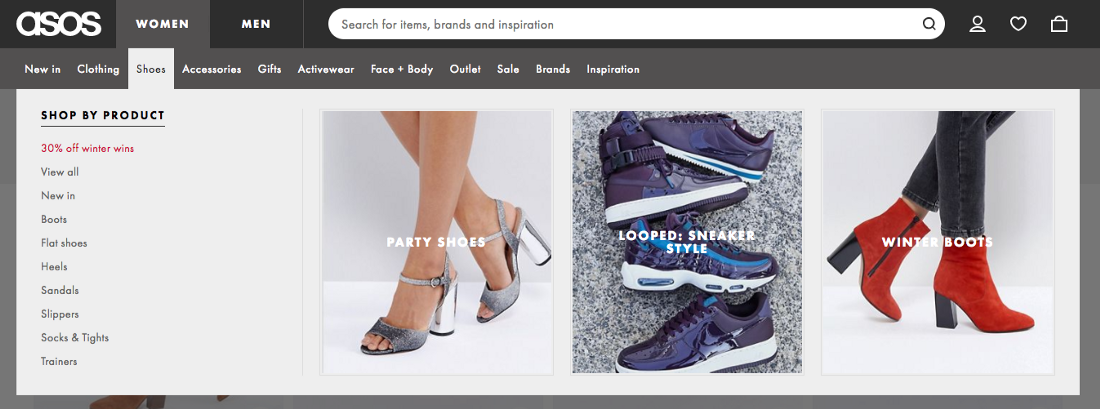 asos
WOMEN
MEN
Search for items, brands and inspiration
New in
Clothing
Shoes
Accessories
Gifts
Activewear
Face + Body
Outlet
Sale
Brands
Inspiration
SHOP BY PRODUCT
30% off winter wins
View all
New in
Boots
Flat shoes
Heels
Sandals
Slippers
Socks & Tights
Trainers
PARTY SHOES
LOOPED: SNEAKER
STYLE
WINTER BOOTS